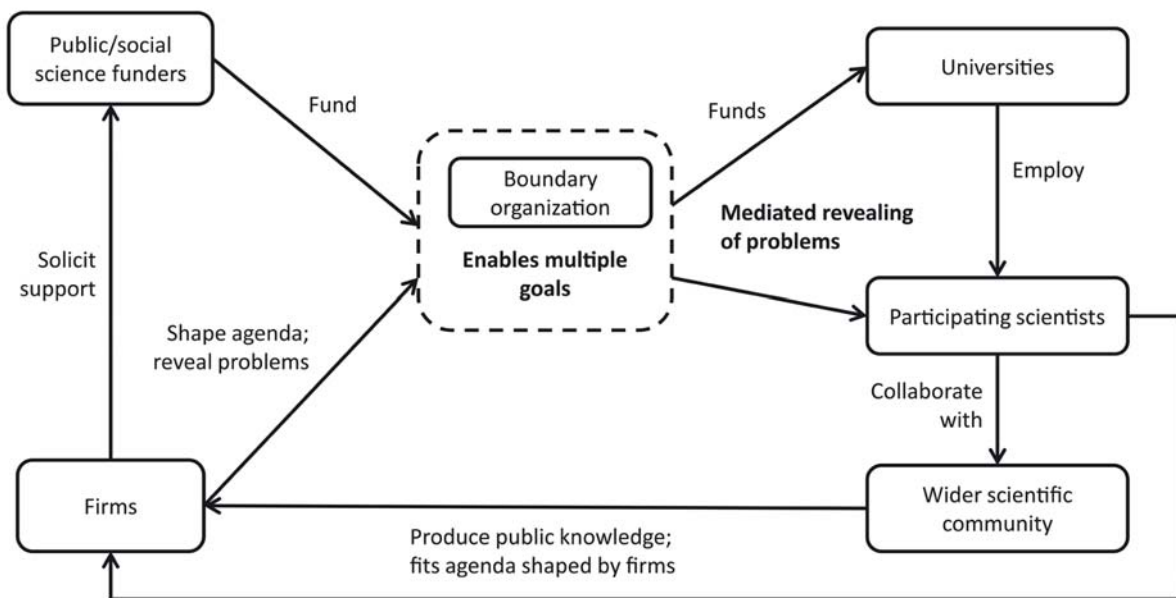 Public/social
science funders
Universities
Fund
Funds
Boundary
organization
Employ
Mediated revealing
of problems
Enables multiple
goals
Solicit
support
Participating scientists
Shape agenda;
reveal problems
Collaborate
with
Firms
Wider scientific
community
Produce public knowledge;
fits agenda shaped by firms